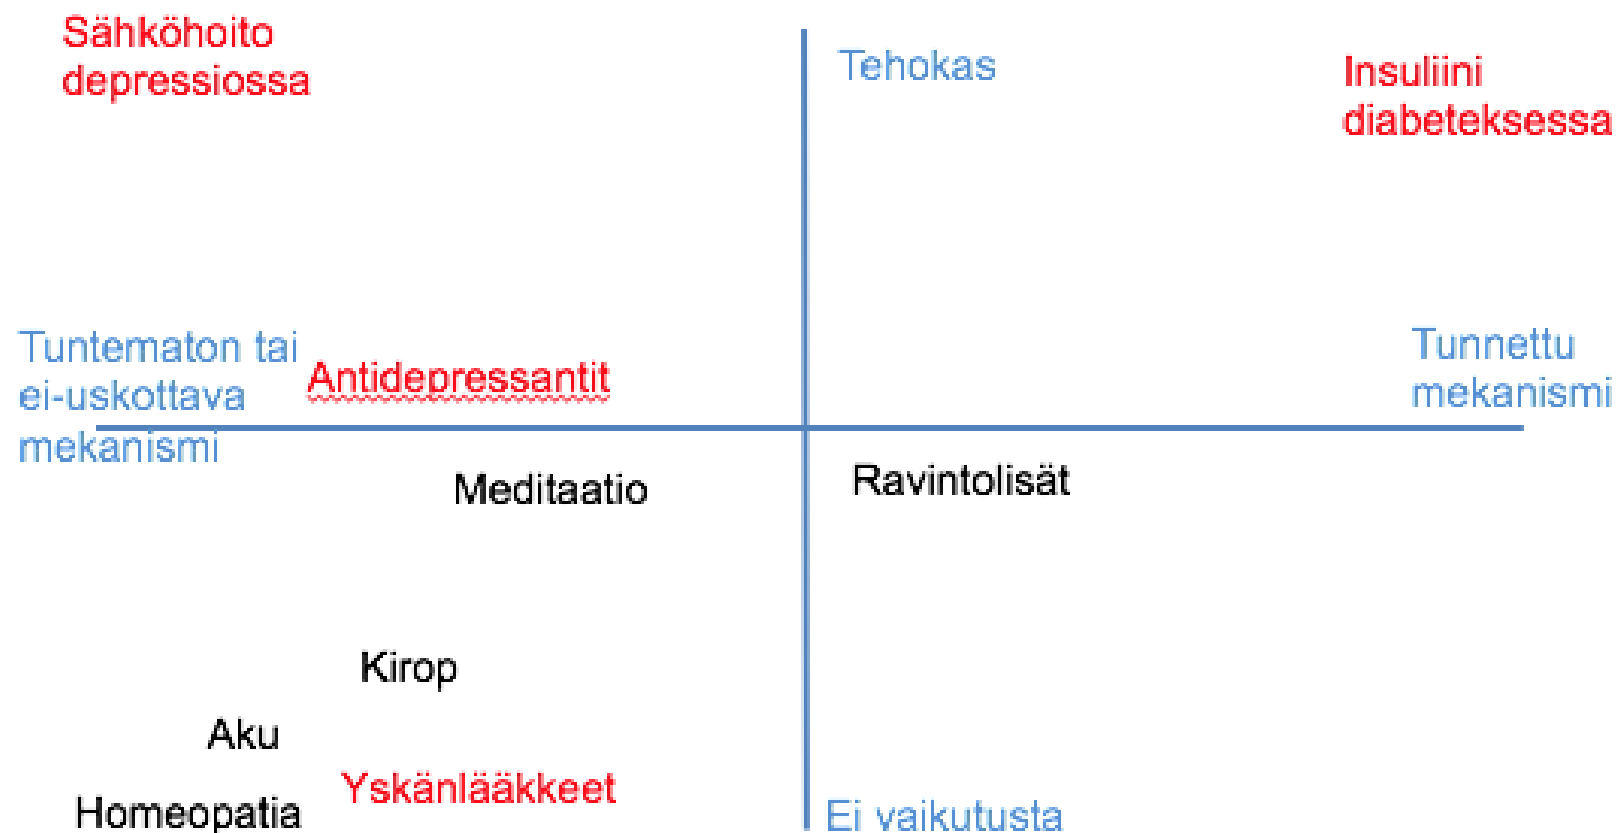 Sähköhoito
depressiossa
Tehokas
Insuliini
diabeteksessa
Tuntematon tai
ei-uskottava
mekanismi
Antidepressantit
Tunnettu
mekanismi
Meditaatio
Ravintolisät
Kirop
Aku
Yskänlääkkeet
Homeopatia
Ei vaikutusta